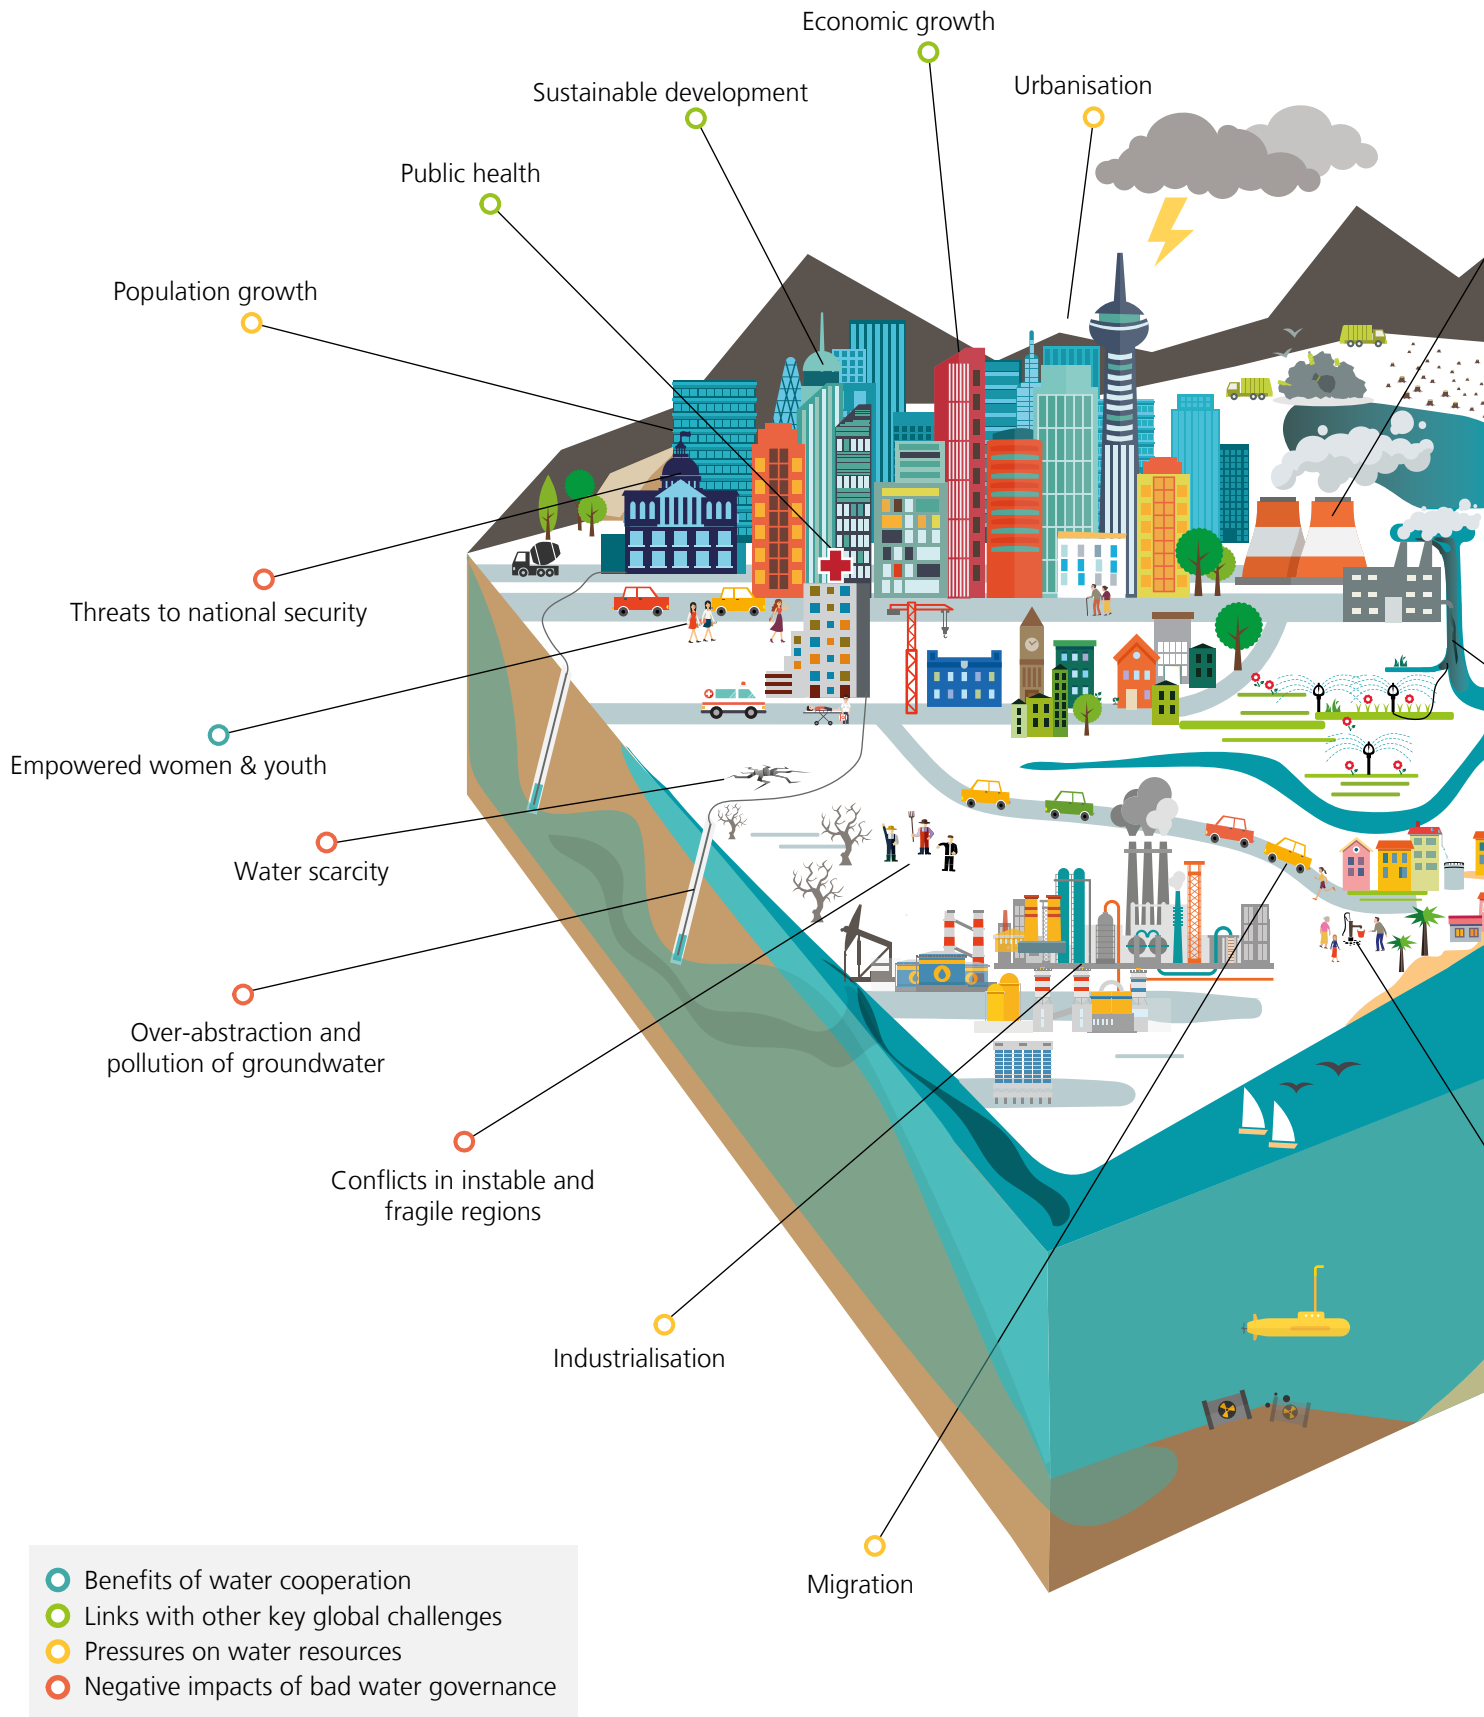 Economic growth
Urbanisation
Sustainable development
Public health
Population growth
Threats to national security
Empowered women & youth
Water scarcity
Over-abstraction and
pollution of groundwater
Conflicts in instable and
fragile regions
Industrialisation
Migration
Benefits of water cooperation
Links with other key global challenges
Pressures on water resources
Negative impacts of bad water governance